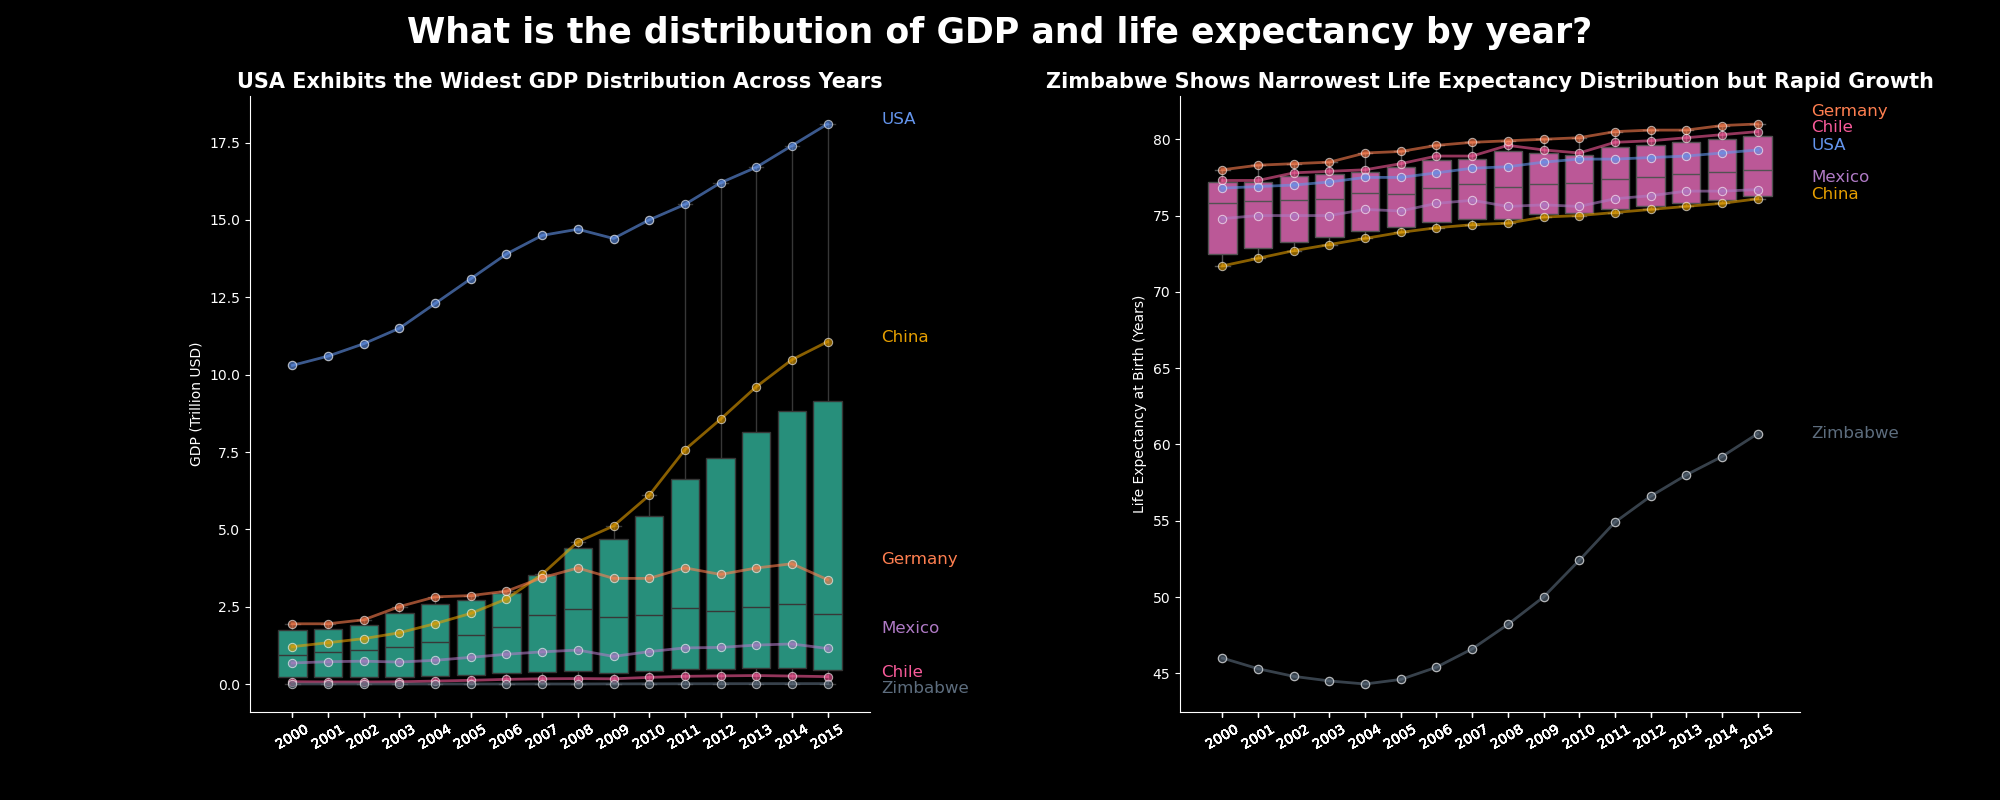 What is the distribution of GDP and life expectancy by year?
USA Exhibits the Widest GDP Distribution Across Years
GDP (Trillion USD)
17.5
15.0
12.5
10.0
7.5
5.0
2.5
0.0
USA
China
Germany
Mexico
Chile
Zimbabwe
2000 2001 2002 2003 2004 2005 2006 2007 2008 2009 2010 2011 2012 2013 2014 2015
Zimbabwe Shows Narrowest Life Expectancy Distribution but Rapid Growth
Life Expectancy at Birth (Years)
80
75
70
65
60
55
50
45
Germany
Chile
USA
Mexico
China
Zimbabwe
2000 2001 2002 2003 2004 2005 2006 2007 2008 2009 2010 2011 2012 2013 2014 2015